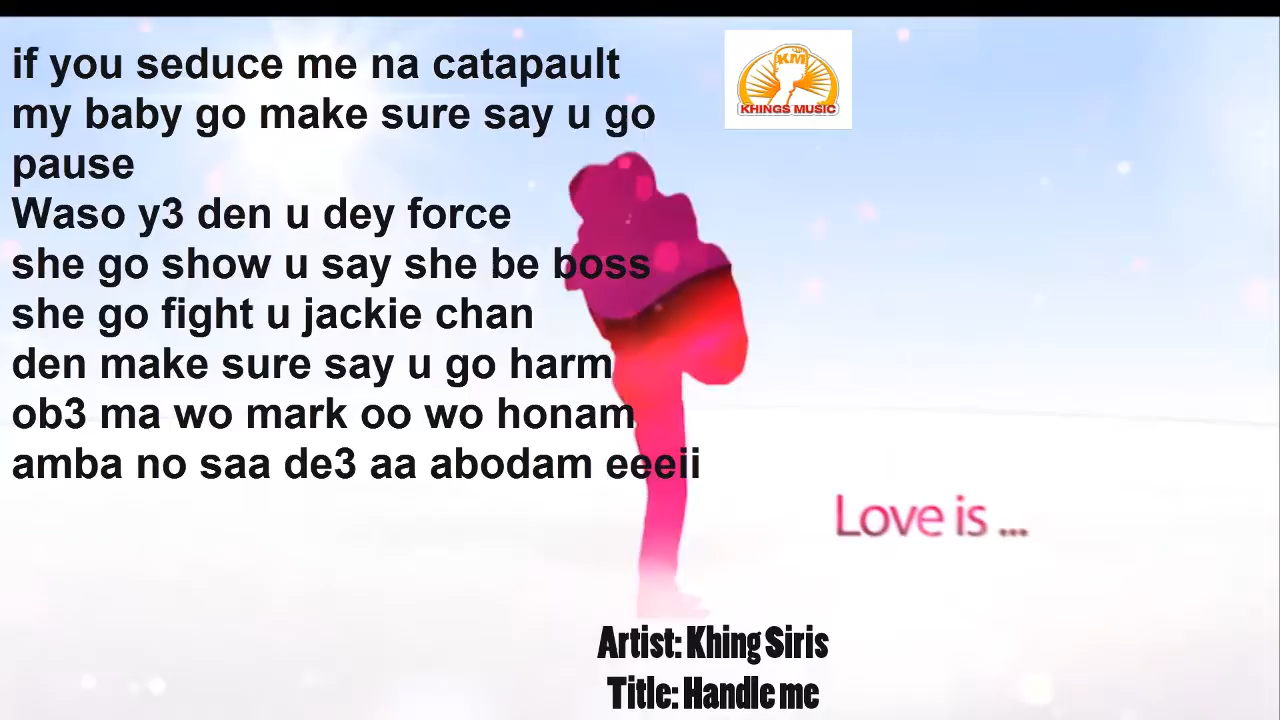 if you seduce me na catapault
my baby go make sure say u go
pause
Waso y3 den u dey force
she go show u say she be boss
she go fight u jackie chan
den make sure say u go harm
ob3 ma wo mark oo wo honam
amba no saa de3 aa abodam eeeii
KM
KHINGS MUSIC
Love is ...
Artist: Khing Siris
Title: Handle me